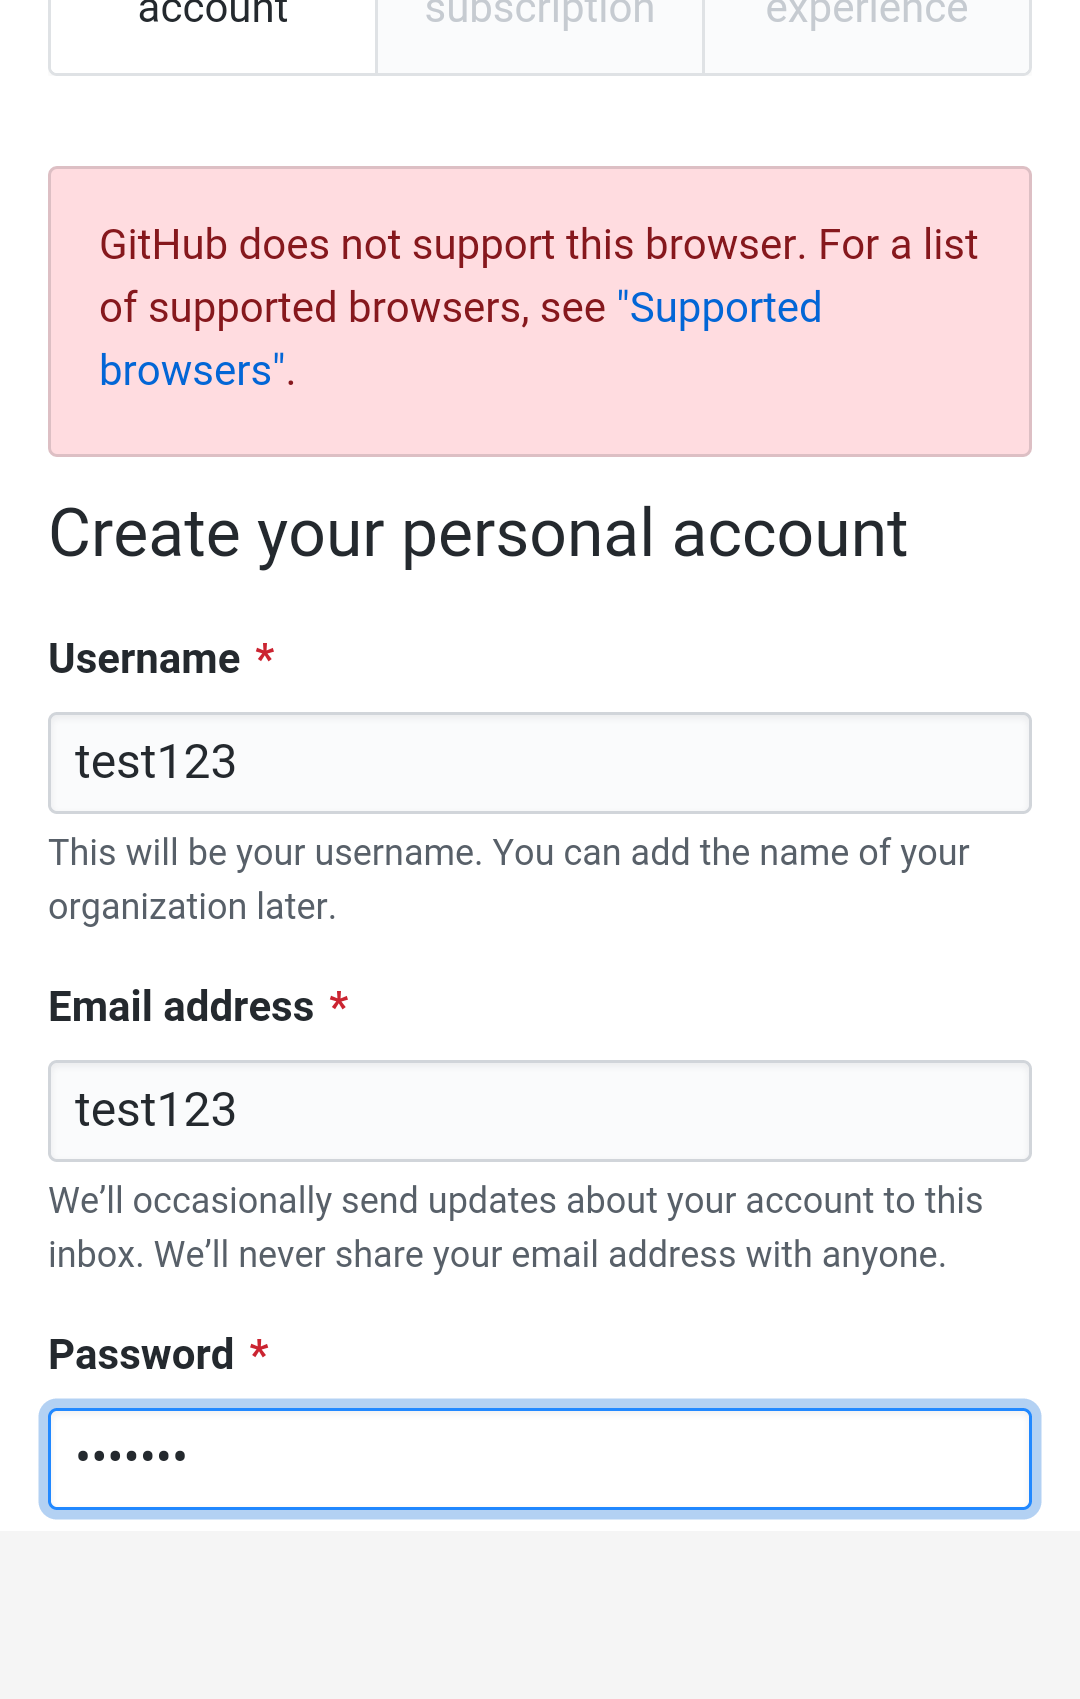 account subscription experience
GitHub does not support this browser. For a list
of supported browsers, see "Supported
browsers".
Create your personal account
Username *
test123
This will be your username. You can add the name of your
organization later.
Email address *
test123
We’ll occasionally send updates about your account to this
inbox. We’ll never share your email address with anyone.
Password *
•••••••